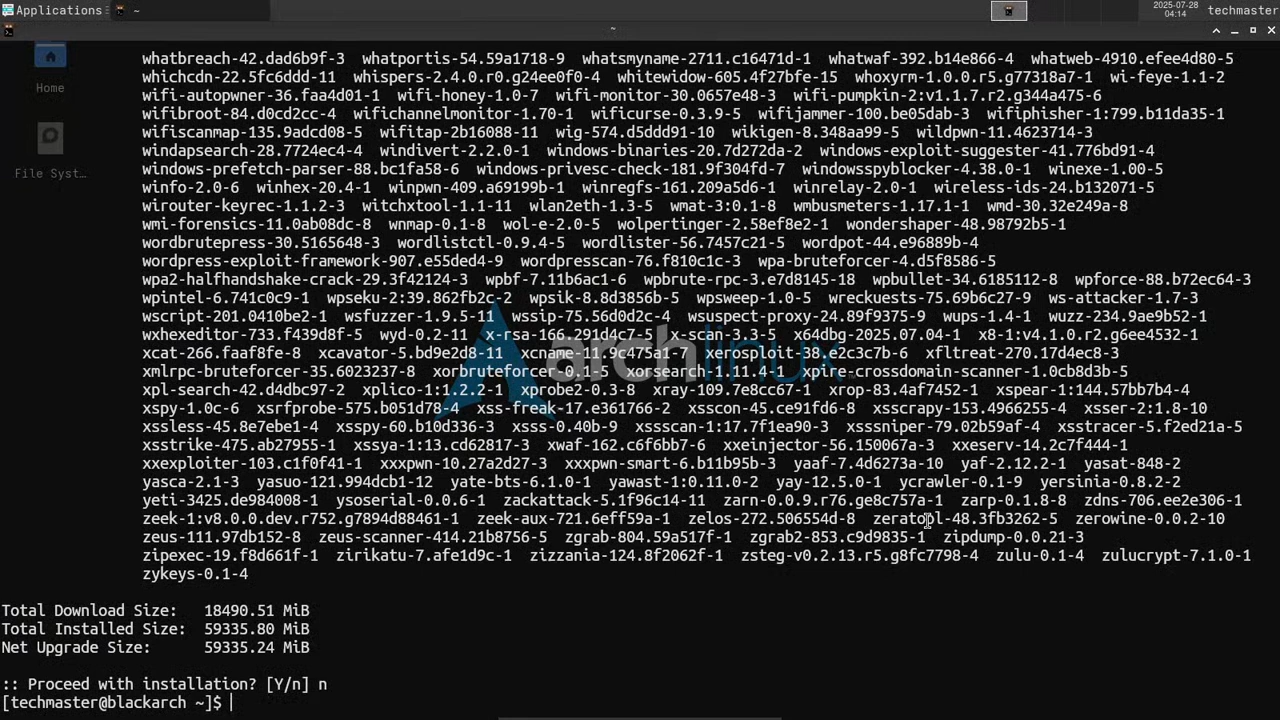 Applications
~
2025-07-28
04:14
techmaster
~
Home
File Syst…
whatbreach-42.dad6b9f-3 whatportis-54.59a1718-9 whatsmyname-2711.c16471d-1 whatwaf-392.b14e866-4 whatweb-4910.efee4d80-5
whichcdn-22.5fc6ddd-11 whispers-2.4.0.r0.g24ee0f0-4 whitewidow-605.4f27bfe-15 whoxyrm-1.0.0.r5.g77318a7-1 wi-feye-1.1-2
wifi-autopwner-36.faa4d01-1 wifi-honey-1.0-7 wifi-monitor-30.0657e48-3 wifi-pumpkin-2:v1.1.7.r2.g344a475-6
wifibroot-84.d0cd2cc-4 wifichannelmonitor-1.70-1 wificurse-0.3.9-5 wifijammer-100.be05dab-3 wifiphisher-1:799.b11da35-1
wifiscanmap-135.9adcd08-5 wifitap-2b16088-11 wig-574.d5ddd91-10 wikigen-8.348aa99-5 wildpwn-11.4623714-3
windapsearch-28.7724ec4-4 windivert-2.2.0-1 windows-binaries-20.7d272da-2 windows-exploit-suggester-41.776bd91-4
windows-prefetch-parser-88.bc1fa58-6 windows-privesc-check-181.9f304fd-7 windowsspyblocker-4.38.0-1 winexe-1.00-5
winfo-2.0-6 winhex-20.4-1 winpwn-409.a69199b-1 winregfs-161.209a5d6-1 winrelay-2.0-1 wireless-ids-24.b132071-5
wirouter-keyrec-1.1.2-3 witchxtool-1.1-11 wlan2eth-1.3-5 wmat-3:0.1-8 wmbusmeters-1.17.1-1 wmd-30.32e249a-8
wmi-forensics-11.0ab08dc-8 wnmap-0.1-8 wol-e-2.0-5 wolpertinger-2.58ef8e2-1 wondershaper-48.98792b5-1
wordbrutepress-30.5165648-3 wordlistctl-0.9.4-5 wordlister-56.7457c21-5 wordpot-44.e96889b-4
wordpress-exploit-framework-907.e55ded4-9 wordpresscan-76.f810c1c-3 wpa-bruteforcer-4.d5f8586-5
wpa2-halfhandshake-crack-29.3f42124-3 wpbf-7.11b6ac1-6 wpbrute-rpc-3.e7d8145-18 wpbullet-34.6185112-8 wpforce-88.b72ec64-3
wpintel-6.741c0c9-1 wpseku-2:39.862fb2c-2 wpsik-8.8d3856b-5 wpsweep-1.0-5 wreckuests-75.69b6c27-9 ws-attacker-1.7-3
wscript-201.0410be2-1 wsfuzzer-1.9.5-11 wssip-75.56d0d2c-4 wsuspect-proxy-24.89f9375-9 wups-1.4-1 wuzz-234.9ae9b52-1
wxhexeditor-733.f439d8f-5 wyd-0.2-11 x-rsa-166.291d4c7-5 x-scan-3.3-5 x64dbg-2025.07.04-1 x8-1:v4.1.0.r2.g6ee4532-1
xcat-266.faaf8fe-8 xcavator-5.bd9e2d8-11 xcname-11.9c475a1-7 xerosploit-38.e2c3c7b-6 xfltreat-270.17d4ec8-3
xmlrpc-bruteforcer-35.6023237-8 xorbruteforcer-0.1-5 xorsearch-1.11.4-1 xpire-crossdomain-scanner-1.0cb8d3b-5
xpl-search-42.d4dbc97-2 xplico-1:1.2.2-1 xprobe2-0.3-8 xray-109.7e8cc67-1 xrop-83.4af7452-1 xspear-1:144.57bb7b4-4
xspy-1.0c-6 xsrfprobe-575.b051d78-4 xss-freak-17.e361766-2 xsscon-45.ce91fd6-8 xsscrapy-153.4966255-4 xsser-2:1.8-10
xssless-45.8e7ebe1-4 xsspy-60.b10d336-3 xsss-0.40b-9 xssscan-1:17.7f1ea90-3 xsssniper-79.02b59af-4 xsstracer-5.f2ed21a-5
xsstrike-475.ab27955-1 xssya-1:13.cd62817-3 xwaf-162.c6f6bb7-6 xxeinjector-56.150067a-3 xxeserv-14.2c7f444-1
xxexploiter-103.c1f0f41-1 xxxpwn-10.27a2d27-3 xxxpwn-smart-6.b11b95b-3 yaaf-7.4d6273a-10 yaf-2.12.2-1 yasat-848-2
yasca-2.1-3 yasuo-121.994dcb1-12 yate-bts-6.1.0-1 yawast-1:0.11.0-2 yay-12.5.0-1 ycrawler-0.1-9 yersinia-0.8.2-2
yeti-3425.de984008-1 ysoserial-0.0.6-1 zackattack-5.1f96c14-11 zarn-0.0.9.r76.ge8c757a-1 zarp-0.1.8-8 zdns-706.ee2e306-1
zeek-1:v8.0.0.dev.r752.g7894d88461-1 zeek-aux-721.6eff59a-1 zelos-272.506554d-8 zeratool-48.3fb3262-5 zerowine-0.0.2-10
zeus-111.97db152-8 zeus-scanner-414.21b8756-5 zgrab-804.59a517f-1 zgrab2-853.c9d9835-1 zipdump-0.0.21-3
zipexec-19.f8d661f-1 zirikatu-7.afe1d9c-1 zizzania-124.8f2062f-1 zsteg-v0.2.13.r5.g8fc7798-4 zulu-0.1-4 zulucrypt-7.1.0-1
zykeys-0.1-4
archlinux
Total Download Size: 18490.51 MiB
Total Installed Size: 59335.80 MiB
Net Upgrade Size: 59335.24 MiB
:: Proceed with installation? [Y/n] n
[techmaster@blackarch ~]$